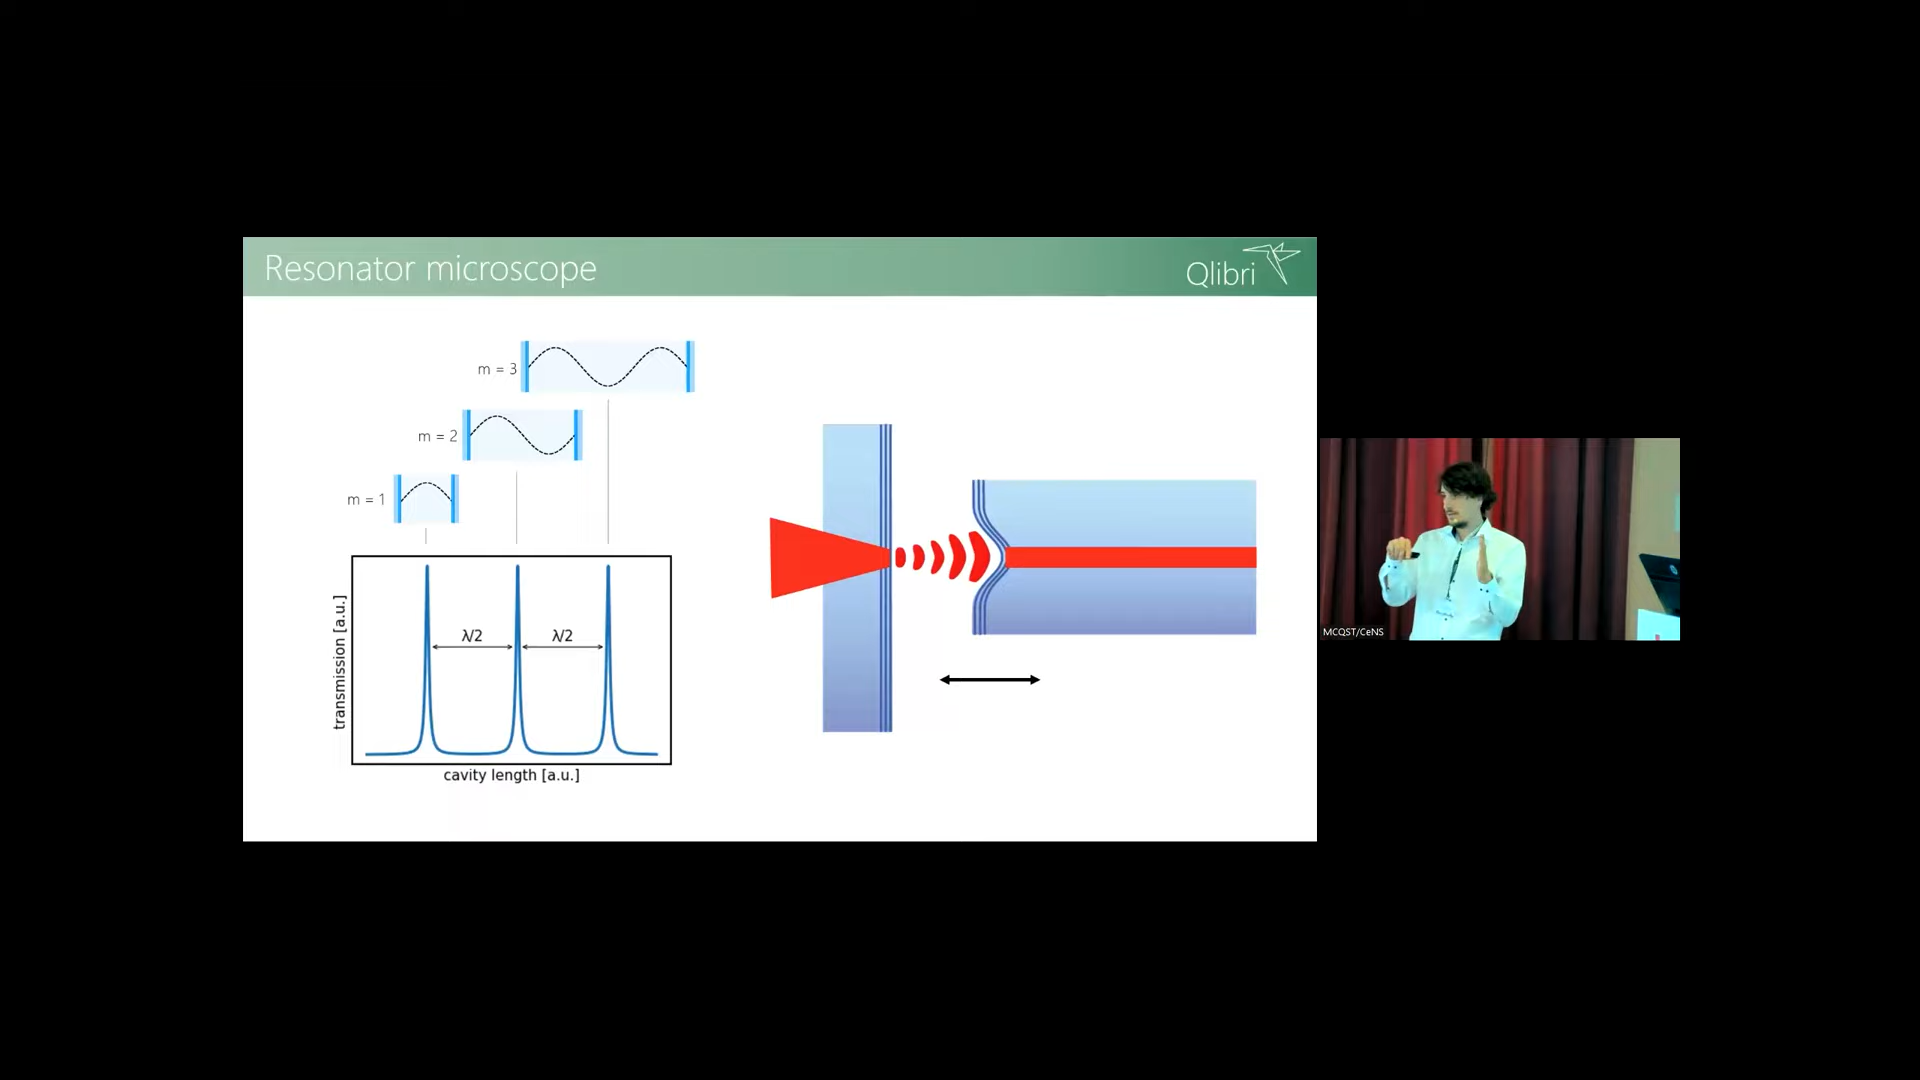 Resonator microscope
Qlibri
m = 3
m = 2
m = 1
λ/2
λ/2
transmission [a.u.]
cavity length [a.u.]
MCQST/CeNS